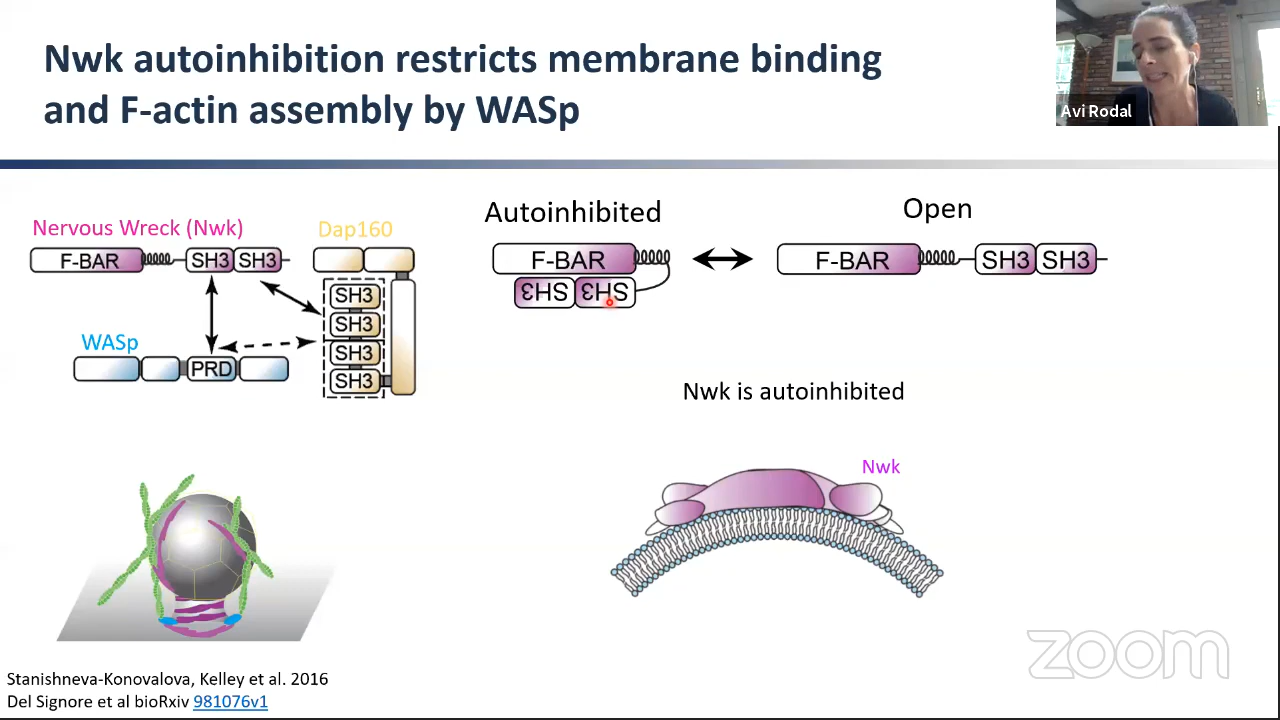 Nwk autoinhibition restricts membrane binding
and F-actin assembly by WASp
Avi Rodal
Nervous Wreck (Nwk)
F-BAR
SH3
SH3
Dap160
SH3
SH3
SH3
SH3
WASp
PRD
Autoinhibited
F-BAR
SH3
SH3
Open
F-BAR
SH3
SH3
Nwk is autoinhibited
Nwk
zoom
Stanishneva-Konovalova, Kelley et al. 2016
Del Signore et al bioRxiv 981076v1